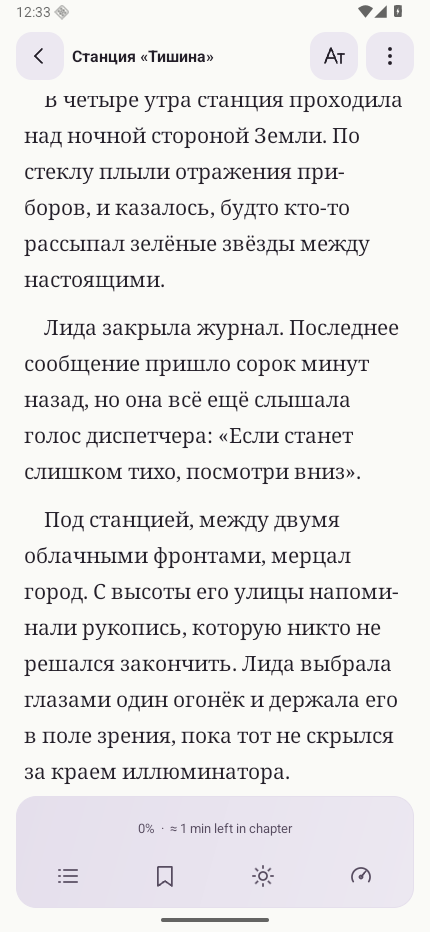 12:33
Станция «Тишина»
В четыре утра станция проходила
над ночной стороной Земли. По
стеклу плыли отражения при-
боров, и казалось, будто кто-то
рассыпал зелёные звёзды между
настоящими.
Лида закрыла журнал. Последнее
сообщение пришло сорок минут
назад, но она всё ещё слышала
голос диспетчера: «Если станет
слишком тихо, посмотри вниз».
Под станцией, между двумя
облачными фронтами, мерцал
город. С высоты его улицы напоми-
нали рукопись, которую никто не
решался закончить. Лида выбрала
глазами один огонёк и держала его
в поле зрения, пока тот не скрылся
за краем иллюминатора.
0% · ≈ 1 min left in chapter